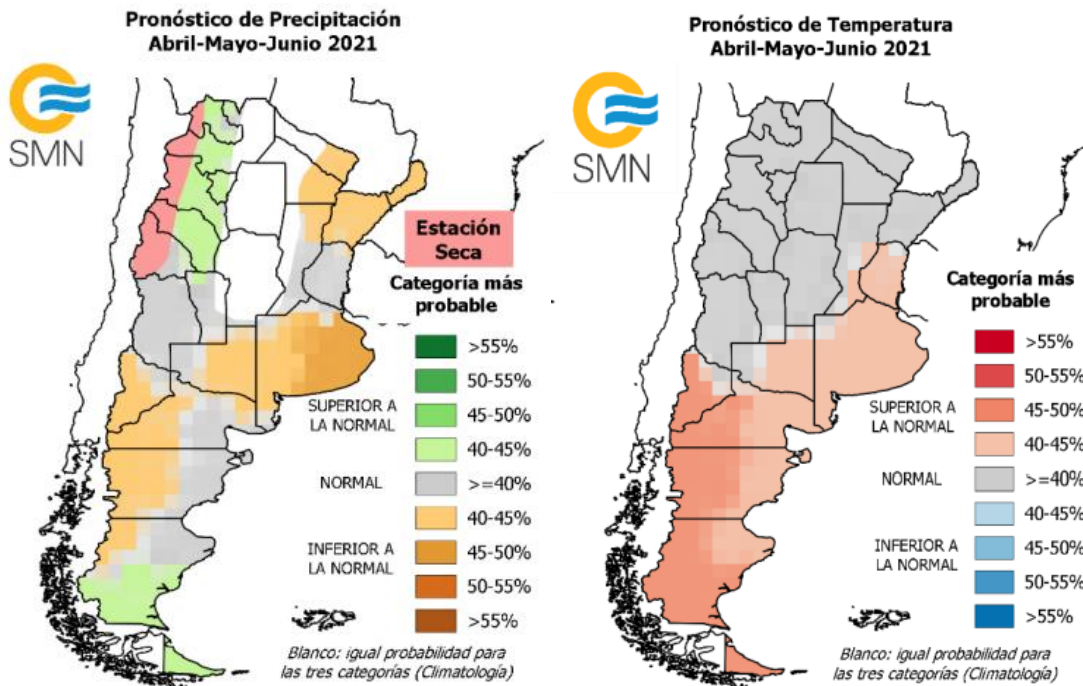 Pronóstico de Precipitación
Abril-Mayo-Junio 2021
SMN
Estación
Seca
Categoría más
probable
>55%
50-55%
45-50%
SUPERIOR A
LA NORMAL
40-45%
NORMAL
>=40%
40-45%
INFERIOR A
LA NORMAL
45-50%
50-55%
>55%
Blanco: igual probabilidad para
las tres categorías (Climatología)
Pronóstico de Temperatura
Abril-Mayo-Junio 2021
SMN
Categoría más
probable
>55%
50-55%
45-50%
SUPERIOR A
LA NORMAL
40-45%
NORMAL
>=40%
40-45%
INFERIOR A
LA NORMAL
45-50%
50-55%
>55%
Blanco: igual probabilidad para
las tres categorías (Climatología)